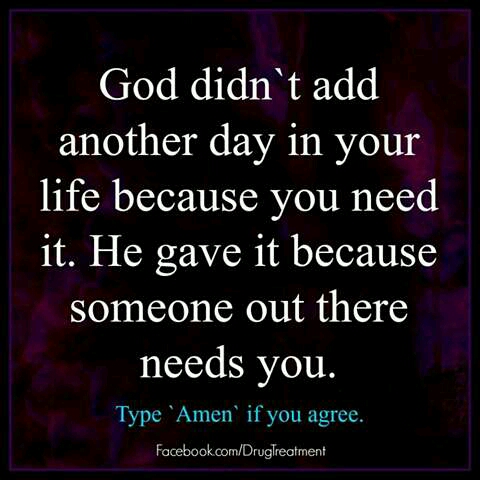 God didn`t add
another day in your
life because you need
it. He gave it because
someone out there
needs you.
Type `Amen` if you agree.
Facebook.com/DrugTreatment